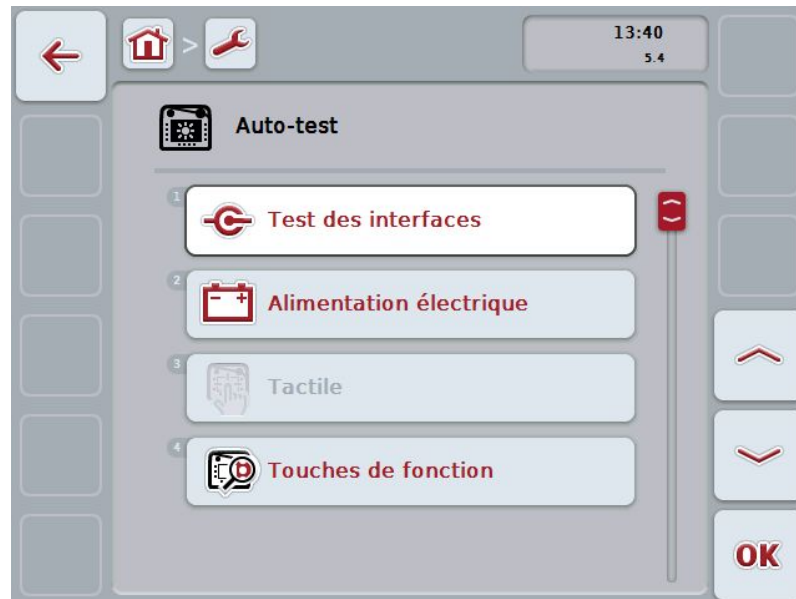 13:40
5.4
Auto-test
1
Test des interfaces
2
Alimentation électrique
3
Tactile
4
Touches de fonction
OK